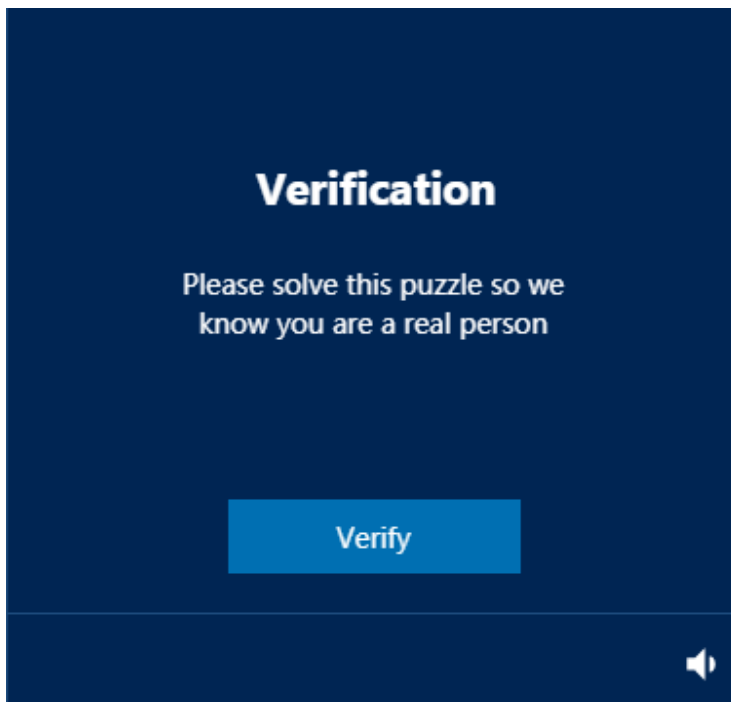 Verification
Please solve this puzzle so we
know you are a real person
Verify